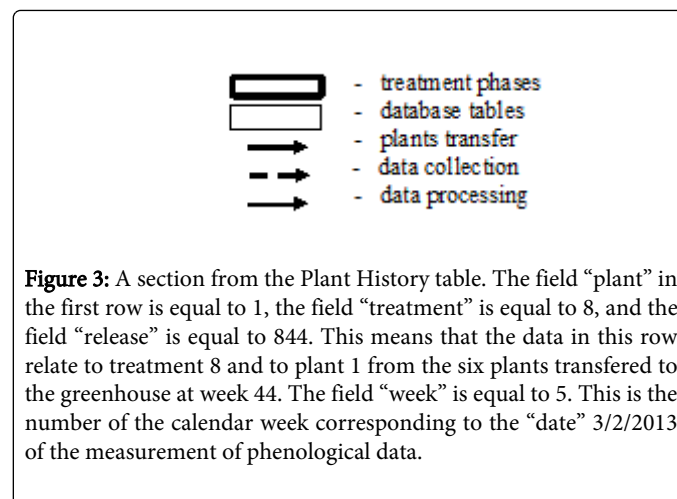 - treatment phases
- database tables
- plants transfer
- data collection
- data processing
Figure 3: A section from the Plant History table. The field “plant” in
the first row is equal to 1, the field “treatment” is equal to 8, and the
field “release” is equal to 844. This means that the data in this row
relate to treatment 8 and to plant 1 from the six plants transfered to
the greenhouse at week 44. The field “week” is equal to 5. This is the
number of the calendar week corresponding to the “date” 3/2/2013
of the measurement of phenological data.